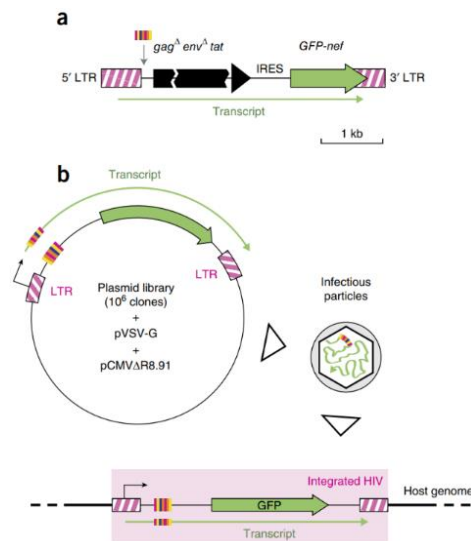 a
gagΔ envΔ tat
GFP-nef
IRES
5′ LTR
3′ LTR
Transcript
1 kb
b
Transcript
LTR
LTR
Plasmid library
(10⁶ clones)
+
pVSV-G
+
pCMVΔR8.91
Infectious
particles
Integrated HIV
Host genome
GFP
Transcript